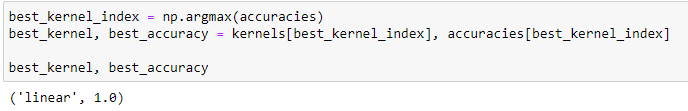 best_kernel_index = np.argmax(accuracies)
best_kernel, best_accuracy = kernels[best_kernel_index], accuracies[best_kernel_index]
best_kernel, best_accuracy
('linear', 1.0)